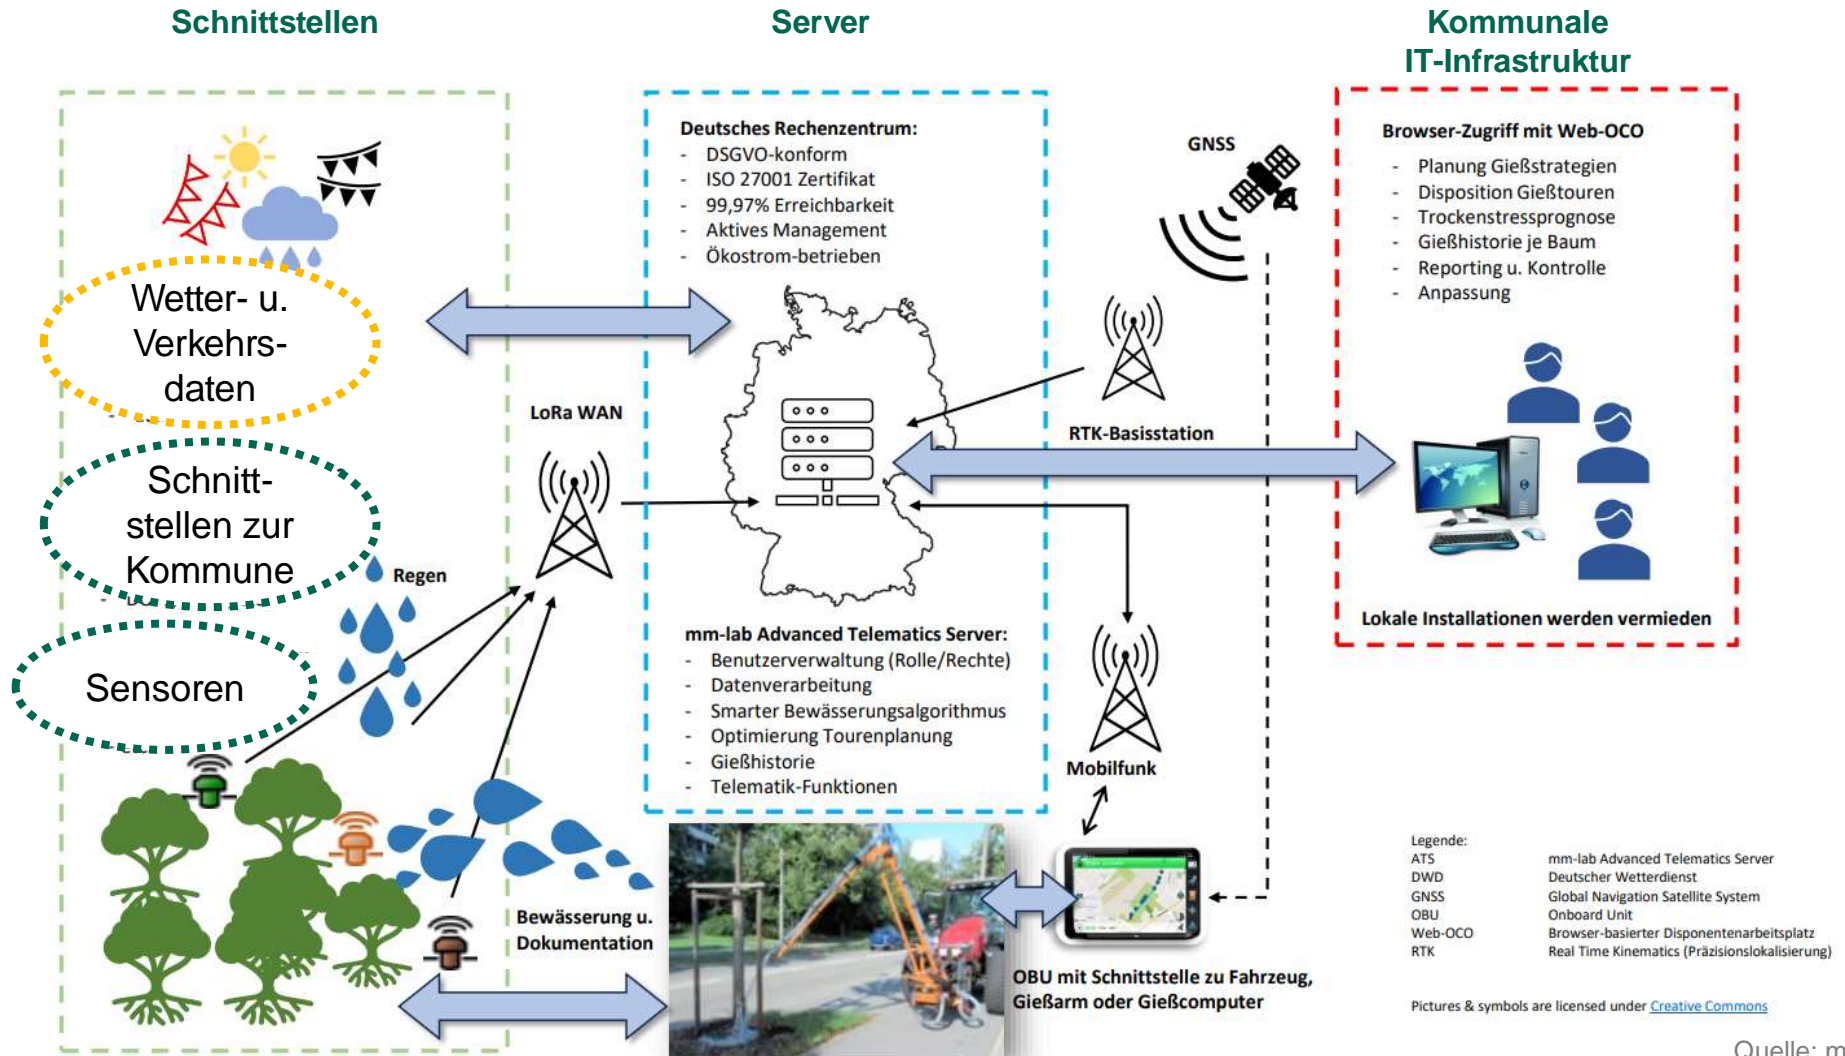 Schnittstellen
Server
Kommunale
IT-Infrastruktur
Wetter- u.
Verkehrs-
daten
Schnitt-
stellen zur
Kommune
Sensoren
Regen
LoRa WAN
Bewässerung u.
Dokumentation
Deutsches Rechenzentrum:
- DSGVO-konform
- ISO 27001 Zertifikat
- 99,97% Erreichbarkeit
- Aktives Management
- Ökostrom-betrieben
mm-lab Advanced Telematics Server:
- Benutzerverwaltung (Rolle/Rechte)
- Datenverarbeitung
- Smarter Bewässerungsalgorithmus
- Optimierung Tourenplanung
- Gießhistorie
- Telematik-Funktionen
GNSS
RTK-Basisstation
Mobilfunk
OBU mit Schnittstelle zu Fahrzeug,
Gießarm oder Gießcomputer
Browser-Zugriff mit Web-OCO
- Planung Gießstrategien
- Disposition Gießtouren
- Trockenstressprognose
- Gießhistorie je Baum
- Reporting u. Kontrolle
- Anpassung
Lokale Installationen werden vermieden
Legende:
ATS mm-lab Advanced Telematics Server
DWD Deutscher Wetterdienst
GNSS Global Navigation Satellite System
OBU Onboard Unit
Web-OCO Browser-basierter Disponentenarbeitsplatz
RTK Real Time Kinematics (Präzisionslokalisierung)
Pictures & symbols are licensed under Creative Commons
Quelle: m